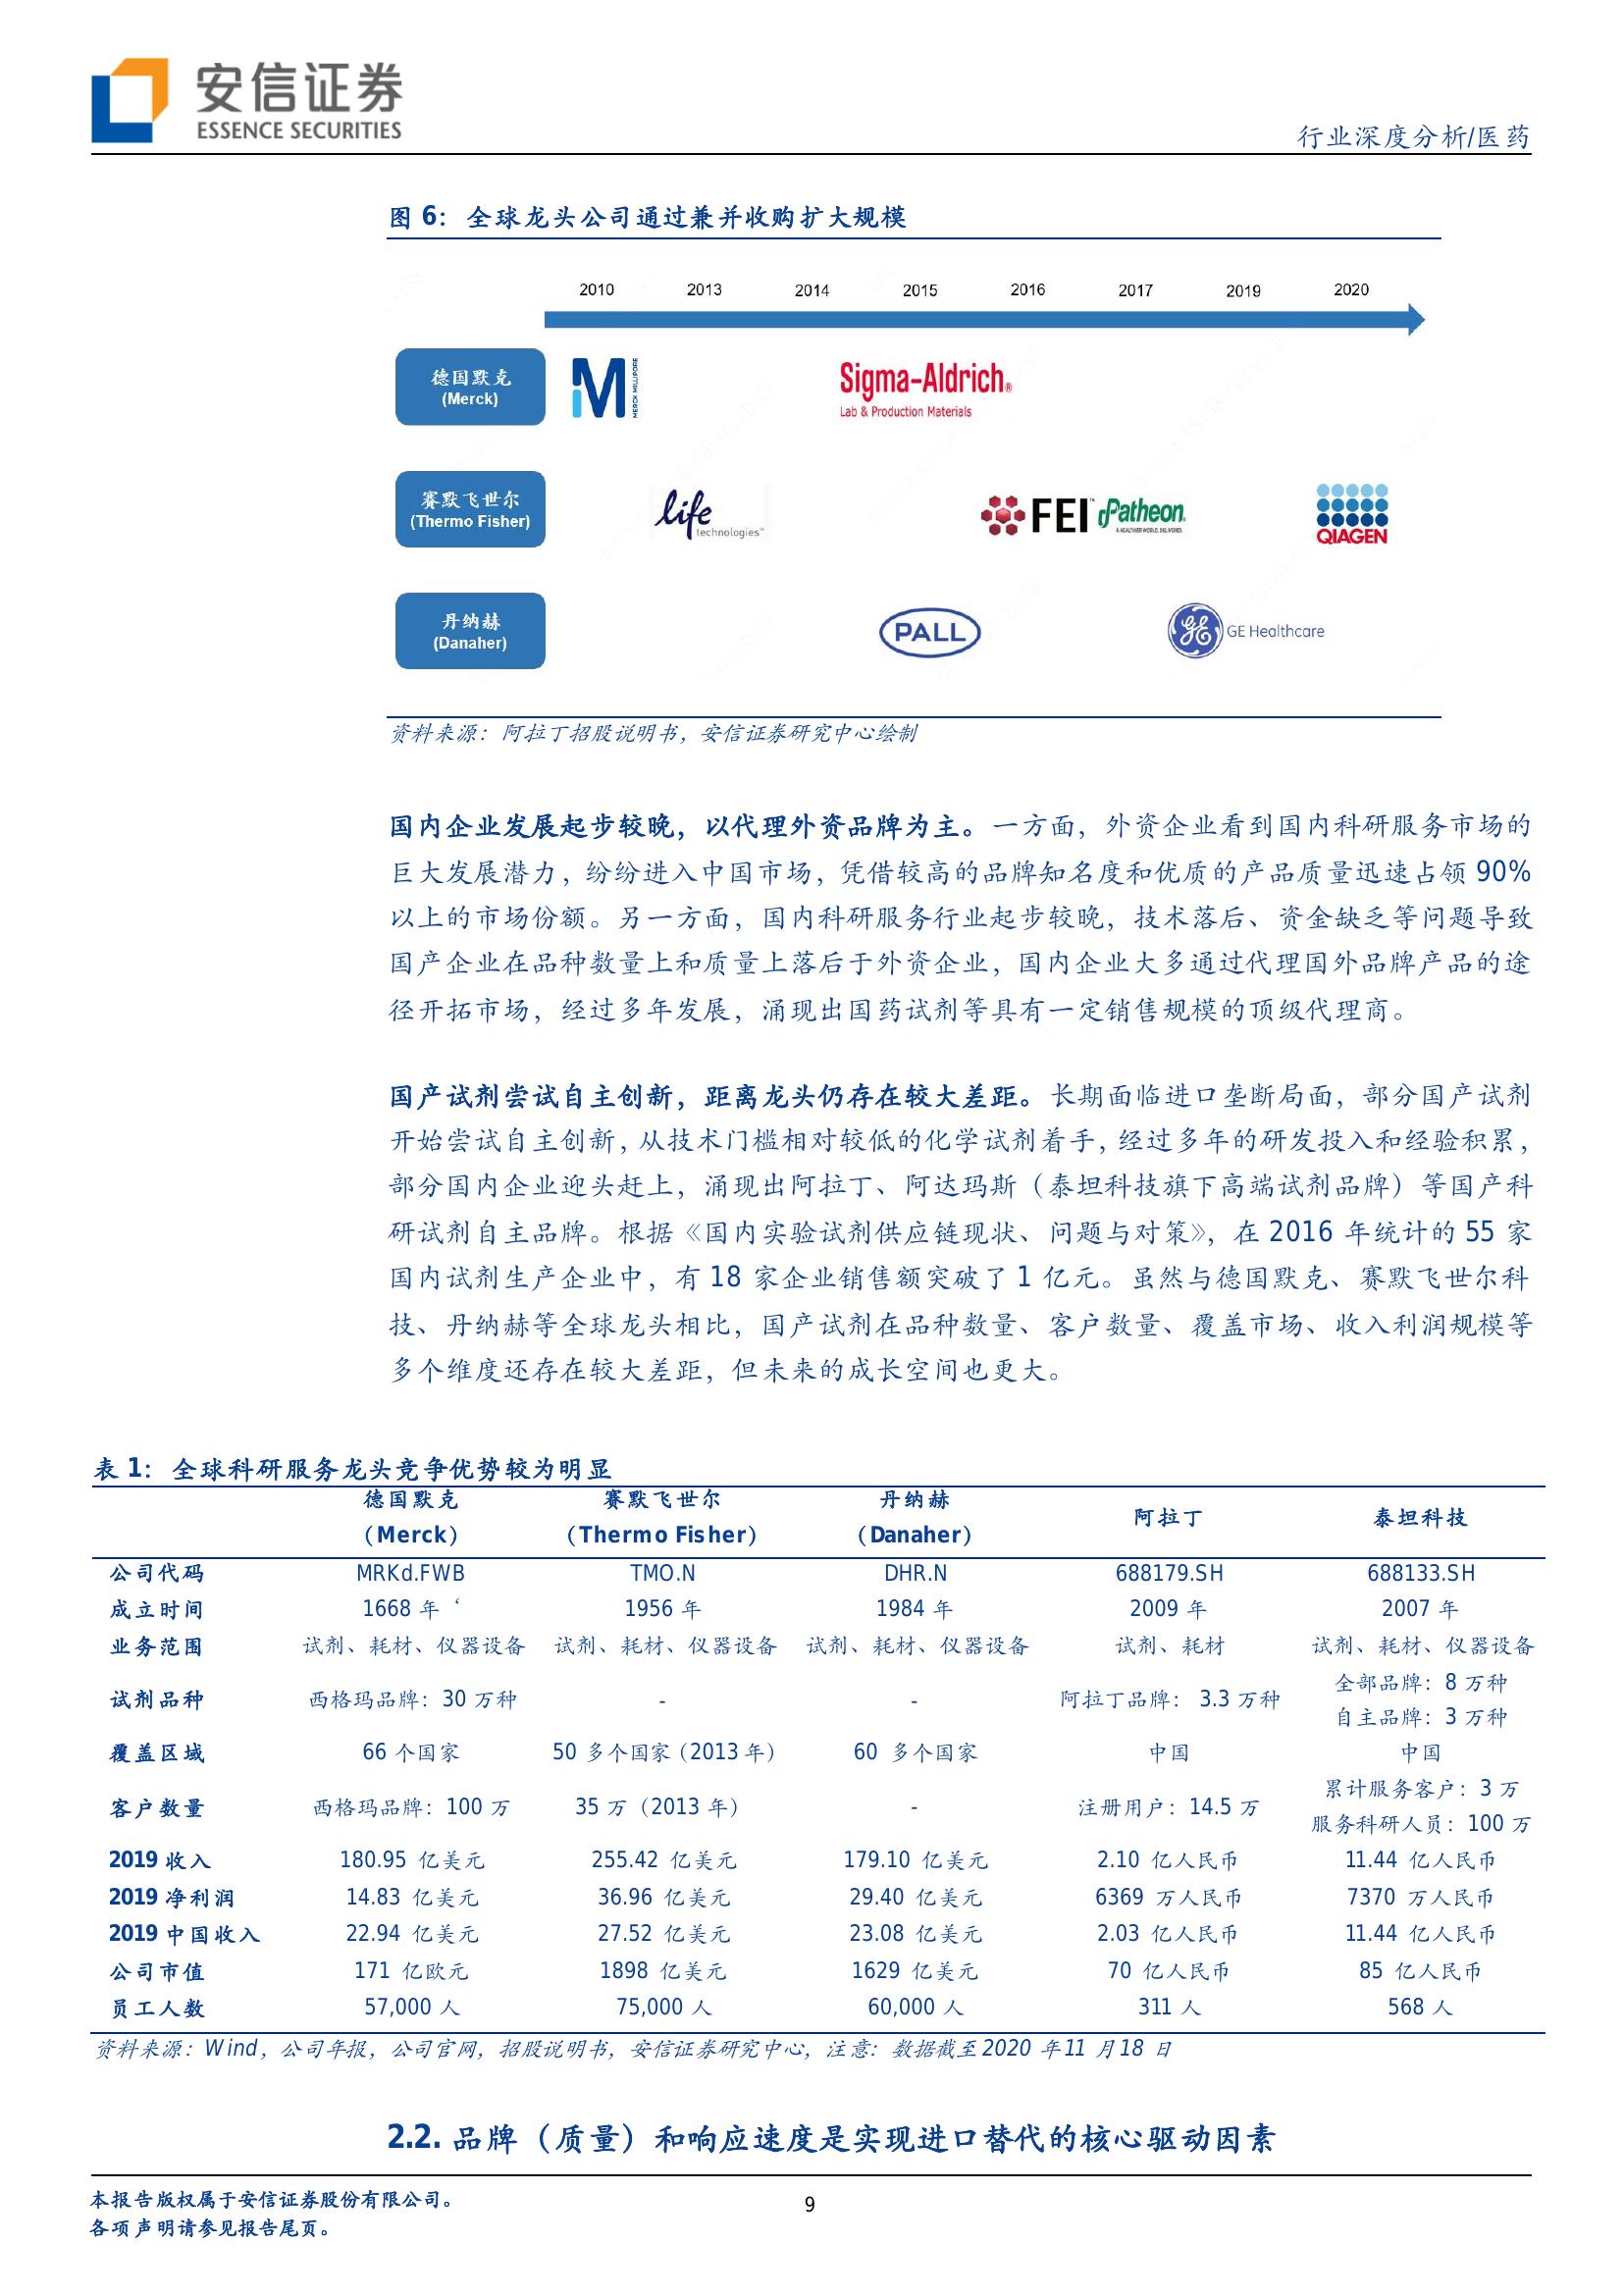 安信证券
ESSENCE SECURITIES
行业深度分析/医药
图 6：全球龙头公司通过兼并收购扩大规模
2010 2013 2014 2015 2016 2017 2019 2020
德国默克
(Merck)
M
MERCK MILLIPORE
Sigma-Aldrich®
Lab & Production Materials
赛默飞世尔
(Thermo Fisher)
life
technologies™
FEI™
Patheon.
A HEALTHIER WORLD. DELIVERED.
QIAGEN
丹纳赫
(Danaher)
PALL
GE GE Healthcare
资料来源：阿拉丁招股说明书，安信证券研究中心绘制
国内企业发展起步较晚，以代理外资品牌为主。一方面，外资企业看到国内科研服务市场的
巨大发展潜力，纷纷进入中国市场，凭借较高的品牌知名度和优质的产品质量迅速占领 90%
以上的市场份额。另一方面，国内科研服务行业起步较晚，技术落后、资金缺乏等问题导致
国产企业在品种数量上和质量上落后于外资企业，国内企业大多通过代理国外品牌产品的途
径开拓市场，经过多年发展，涌现出国药试剂等具有一定销售规模的顶级代理商。
国产试剂尝试自主创新，距离龙头仍存在较大差距。长期面临进口垄断局面，部分国产试剂
开始尝试自主创新，从技术门槛相对较低的化学试剂着手，经过多年的研发投入和经验积累，
部分国内企业迎头赶上，涌现出阿拉丁、阿达玛斯（泰坦科技旗下高端试剂品牌）等国产科
研试剂自主品牌。根据《国内实验试剂供应链现状、问题与对策》，在 2016 年统计的 55 家
国内试剂生产企业中，有 18 家企业销售额突破了 1 亿元。虽然与德国默克、赛默飞世尔科
技、丹纳赫等全球龙头相比，国产试剂在品种数量、客户数量、覆盖市场、收入利润规模等
多个维度还存在较大差距，但未来的成长空间也更大。
表 1：全球科研服务龙头竞争优势较为明显
德国默克 赛默飞世尔 丹纳赫 阿拉丁 泰坦科技
（Merck） （Thermo Fisher） （Danaher）
公司代码 MRKd.FWB TMO.N DHR.N 688179.SH 688133.SH
成立时间 1668 年‘ 1956 年 1984 年 2009 年 2007 年
业务范围 试剂、耗材、仪器设备 试剂、耗材、仪器设备 试剂、耗材、仪器设备 试剂、耗材 试剂、耗材、仪器设备
试剂品种 西格玛品牌：30 万种 - - 阿拉丁品牌： 3.3 万种 全部品牌：8 万种
自主品牌：3 万种
覆盖区域 66 个国家 50 多个国家（2013 年） 60 多个国家 中国 中国
客户数量 西格玛品牌：100 万 35 万（2013 年） - 注册用户：14.5 万 累计服务客户：3 万
服务科研人员：100 万
2019 收入 180.95 亿美元 255.42 亿美元 179.10 亿美元 2.10 亿人民币 11.44 亿人民币
2019 净利润 14.83 亿美元 36.96 亿美元 29.40 亿美元 6369 万人民币 7370 万人民币
2019 中国收入 22.94 亿美元 27.52 亿美元 23.08 亿美元 2.03 亿人民币 11.44 亿人民币
公司市值 171 亿欧元 1898 亿美元 1629 亿美元 70 亿人民币 85 亿人民币
员工人数 57,000 人 75,000 人 60,000 人 311 人 568 人
资料来源：Wind，公司年报，公司官网，招股说明书，安信证券研究中心，注意：数据截至 2020 年 11 月 18 日
2.2. 品牌（质量）和响应速度是实现进口替代的核心驱动因素
本报告版权属于安信证券股份有限公司。
各项声明请参见报告尾页。
9